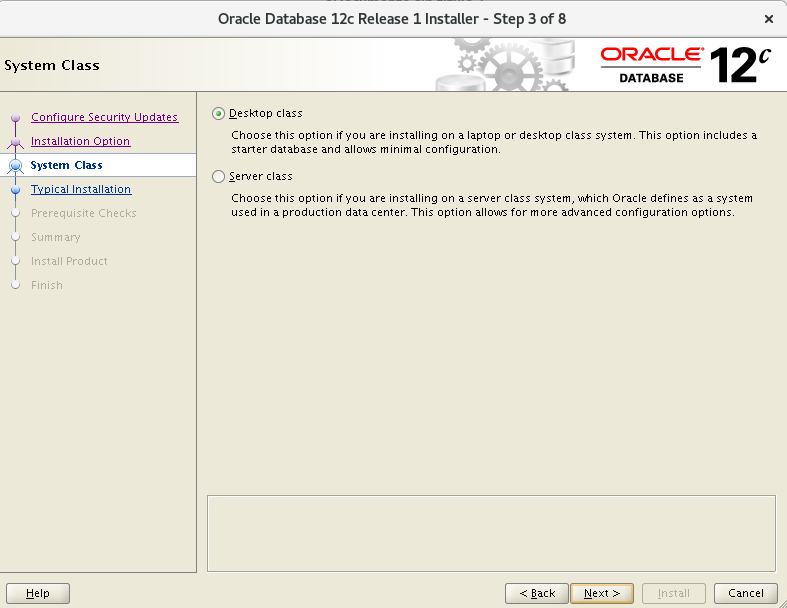 Oracle Database 12c Release 1 Installer - Step 3 of 8
System Class
ORACLE
DATABASE
12c
Configure Security Updates
Installation Option
System Class
Typical Installation
Prerequisite Checks
Summary
Install Product
Finish
Desktop class
Choose this option if you are installing on a laptop or desktop class system. This option includes a
starter database and allows minimal configuration.
Server class
Choose this option if you are installing on a server class system, which Oracle defines as a system
used in a production data center. This option allows for more advanced configuration options.
Help
< Back
Next >
Install
Cancel